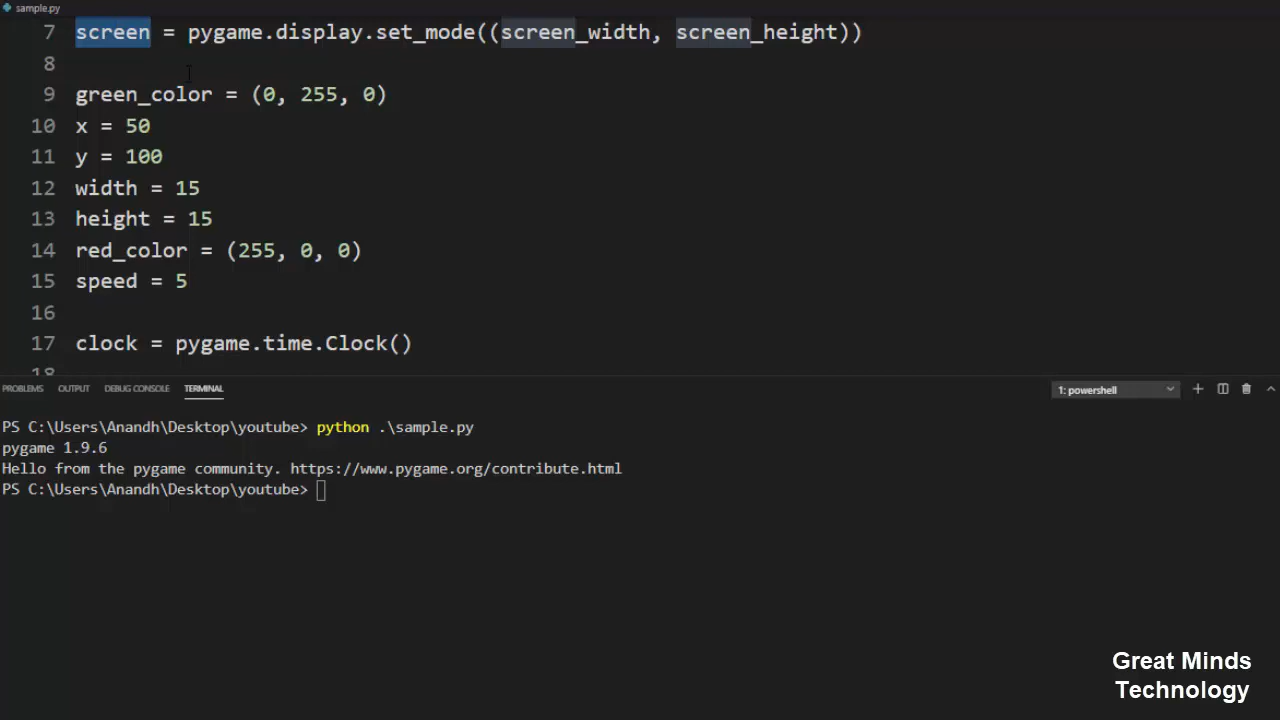 sample.py
7 screen = pygame.display.set_mode((screen_width, screen_height))
8
9 green_color = (0, 255, 0)
10 x = 50
11 y = 100
12 width = 15
13 height = 15
14 red_color = (255, 0, 0)
15 speed = 5
16
17 clock = pygame.time.Clock()
18
PROBLEMS OUTPUT DEBUG CONSOLE TERMINAL 1: powershell
PS C:\Users\Anandh\Desktop\youtube> python .\sample.py
pygame 1.9.6
Hello from the pygame community. https://www.pygame.org/contribute.html
PS C:\Users\Anandh\Desktop\youtube>
Great Minds
Technology